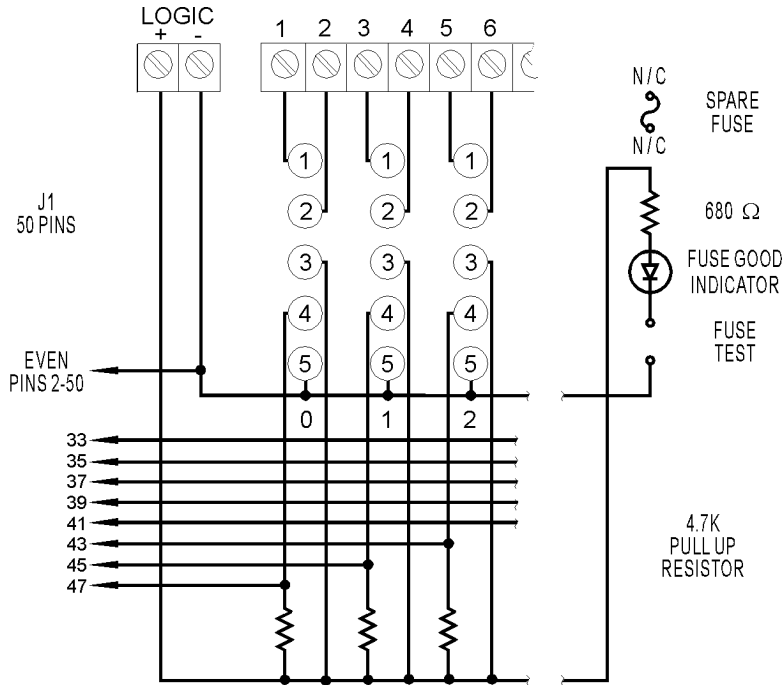 LOGIC
+ -
1 2 3 4 5 6
N/C
SPARE
FUSE
N/C
1 1 1
J1
50 PINS
2 2 2
680 Ω
3 3 3
FUSE GOOD
INDICATOR
4 4 4
FUSE
TEST
EVEN
PINS 2-50
5 5 5
0 1 2
33
35
37
39
41
43
45
47
4.7K
PULL UP
RESISTOR